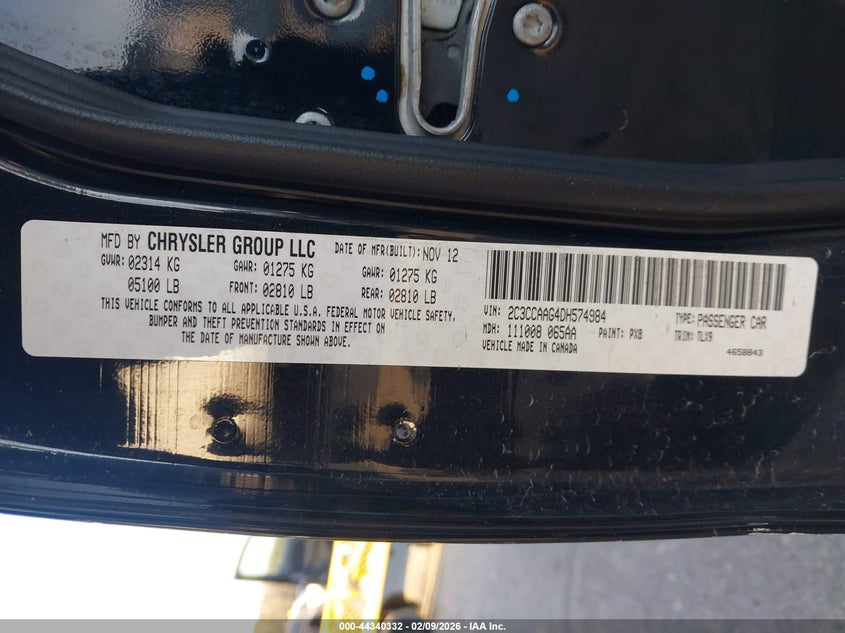 MFD BY CHRYSLER GROUP LLC DATE OF MFR(BUILT):NOV 12
GVWR: 02314 KG GAWR: 01275 KG GAWR: 01275 KG
05100 LB FRONT: 02810 LB REAR: 02810 LB
THIS VEHICLE CONFORMS TO ALL APPLICABLE U.S.A. FEDERAL MOTOR VEHICLE SAFETY,
BUMPER AND THEFT PREVENTION STANDARDS IN EFFECT ON
THE DATE OF MANUFACTURE SHOWN ABOVE.
VIN: 2C3CCAAG4DH574984 TYPE: PASSENGER CAR
MDH: 111008 065AA PAINT: PX8 TRIM: TLX9
VEHICLE MADE IN CANADA 4658843
000-44340332 - 02/09/2026 - IAA Inc.